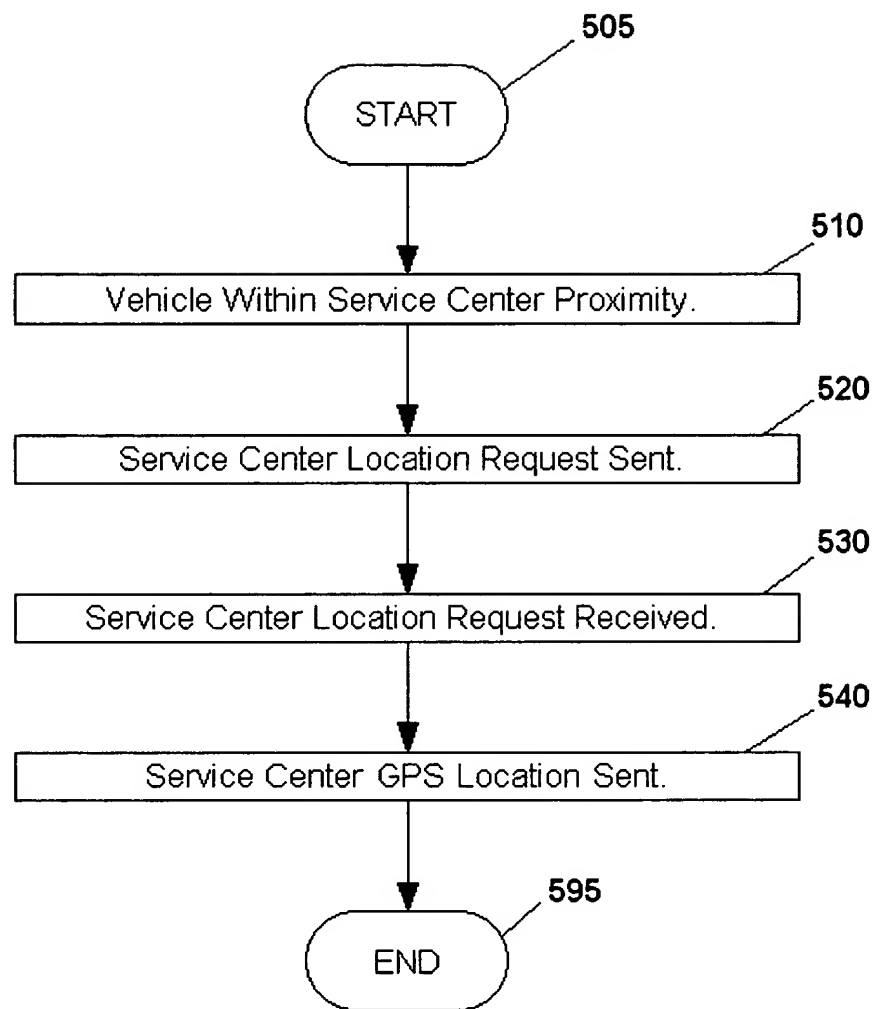 505
START
510
Vehicle Within Service Center Proximity.
520
Service Center Location Request Sent.
530
Service Center Location Request Received.
540
Service Center GPS Location Sent.
595
END